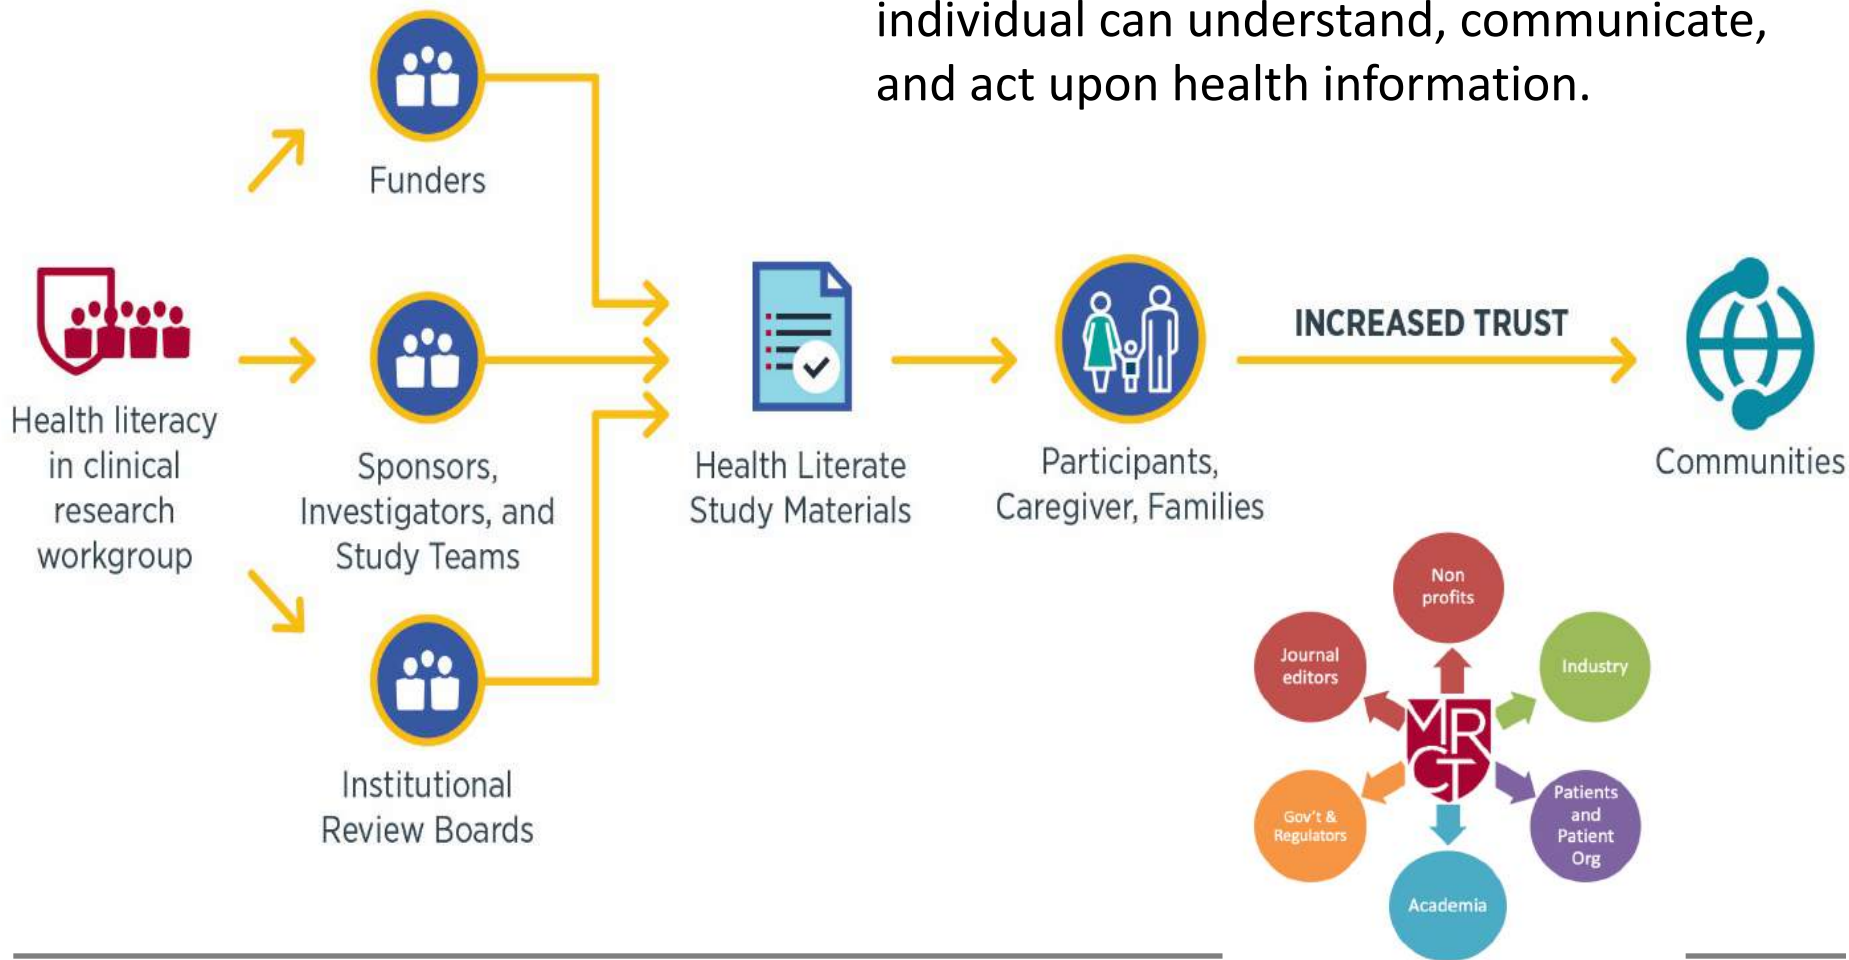 individual can understand, communicate,
and act upon health information.
Funders
Health literacy
in clinical
research
workgroup
Sponsors,
Investigators, and
Study Teams
Institutional
Review Boards
Health Literate
Study Materials
Participants,
Caregiver, Families
INCREASED TRUST
Communities
Non
profits
Journal
editors
Industry
MR
CT
Gov't &
Regulators
Patients
and
Patient
Org
Academia